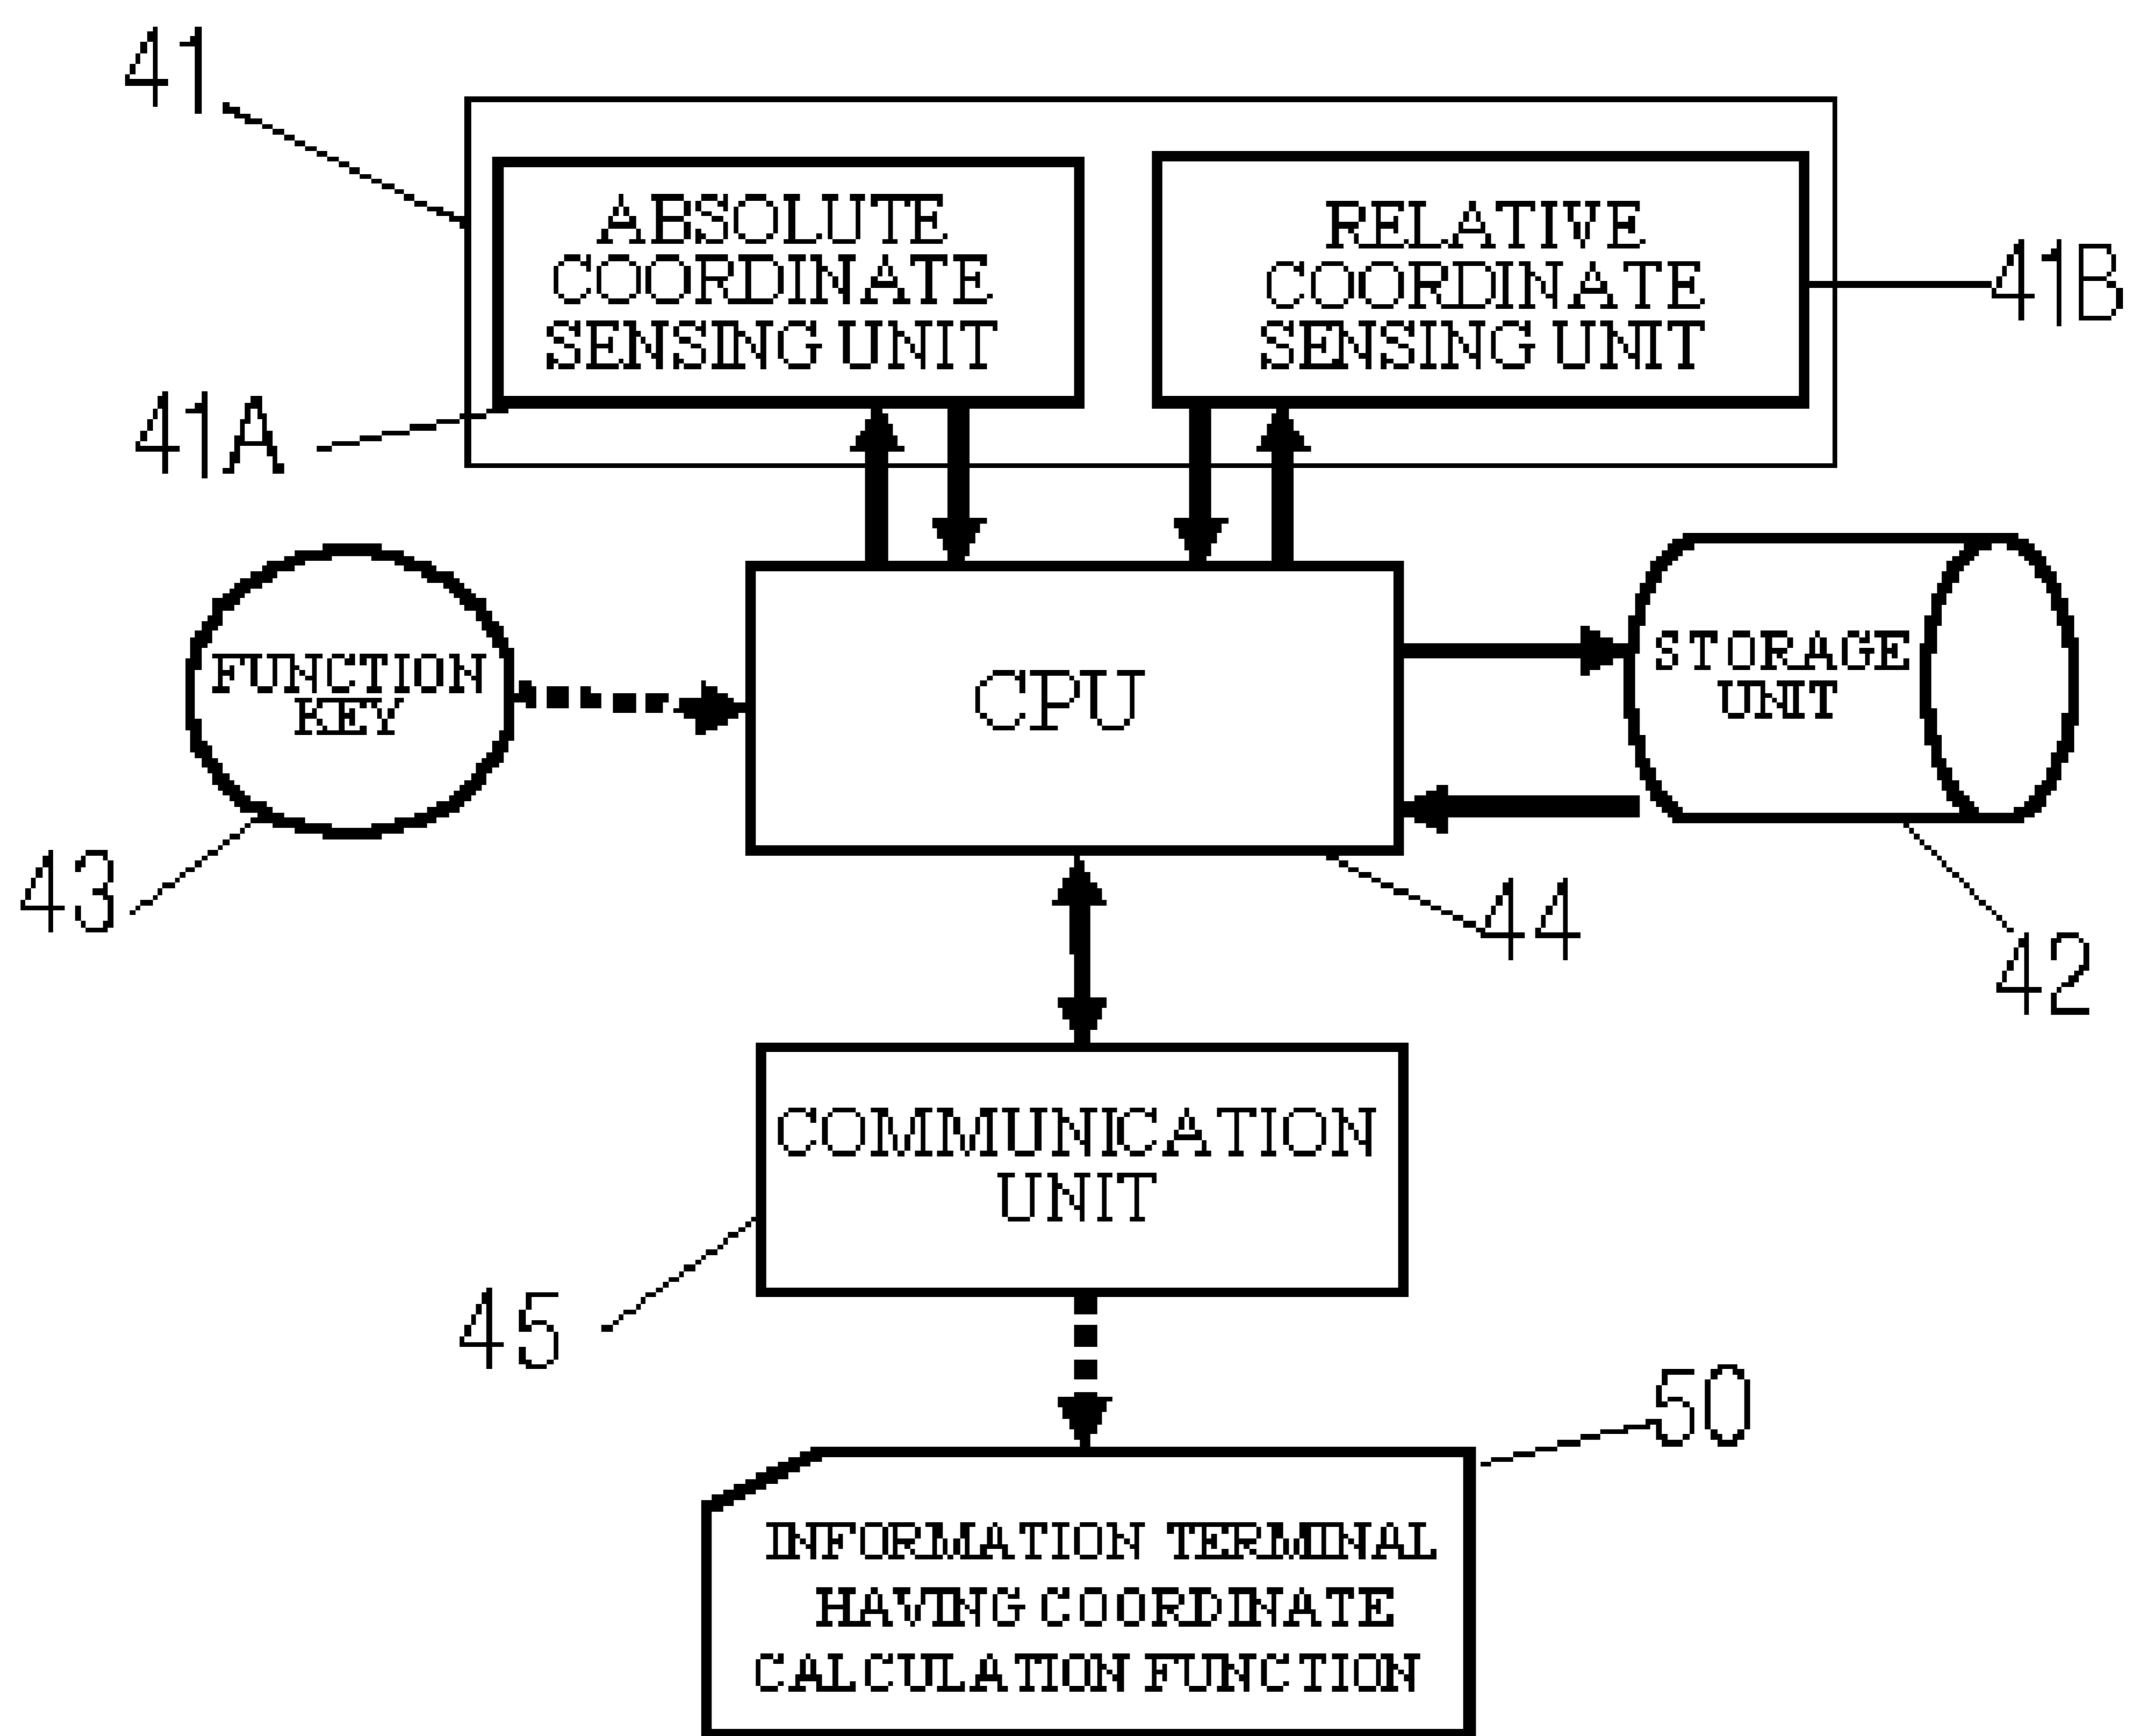 41
ABSOLUTE
COORDINATE
SENSING UNIT
RELATIVE
COORDINATE
SENSING UNIT
41B
41A
FUNCTION
KEY
CPU
STORAGE
UNIT
43
44
42
COMMUNICATION
UNIT
45
50
INFORMATION TERMINAL
HAVING COORDINATE
CALCULATION FUNCTION